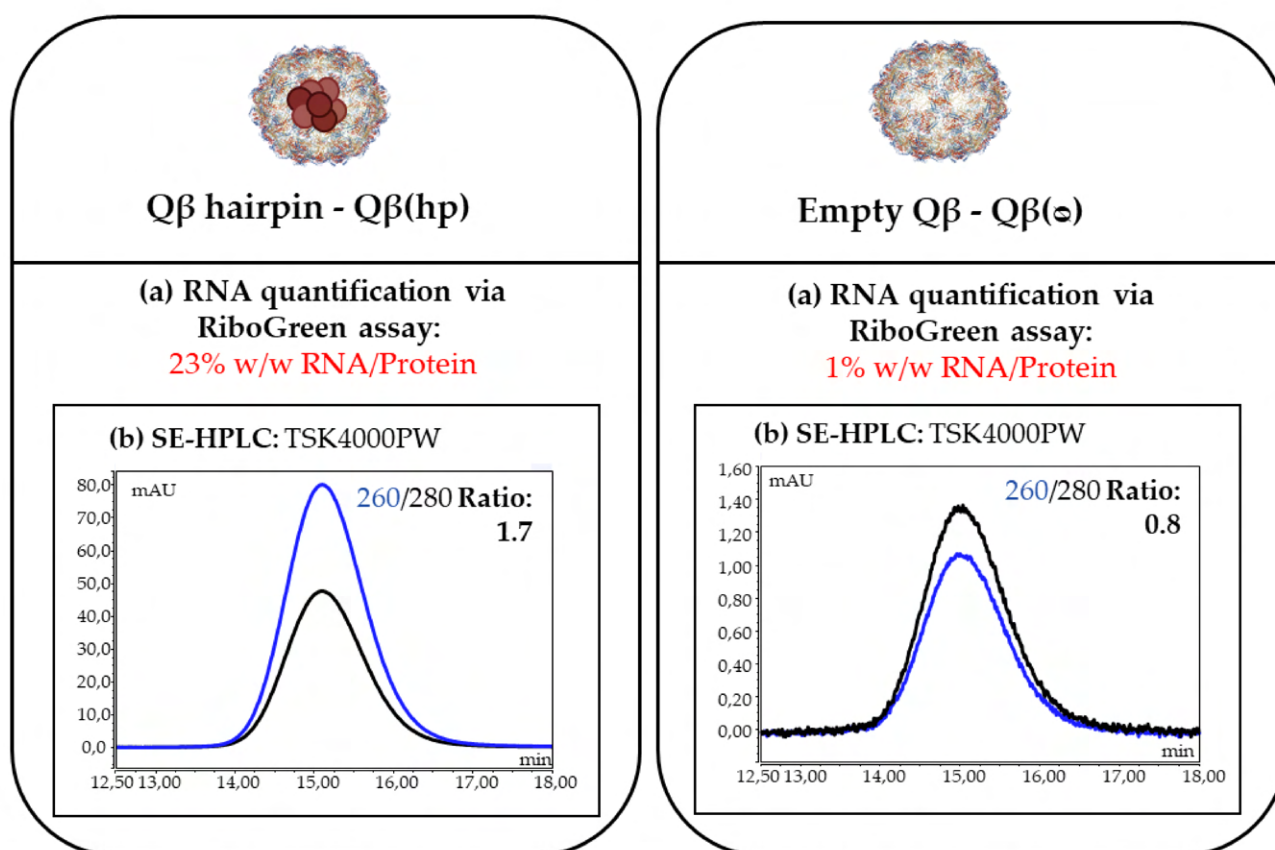 Qβ hairpin - Qβ(hp)
(a) RNA quantification via
RiboGreen assay:
23% w/w RNA/Protein
(b) SE-HPLC: TSK4000PW
mAU
260/280 Ratio:
1.7
80,0
70,0
60,0
50,0
40,0
30,0
20,0
10,0
0,0
min
12,50 13,00 14,00 15,00 16,00 17,00 18,00
Empty Qβ - Qβ(ᴓ)
(a) RNA quantification via
RiboGreen assay:
1% w/w RNA/Protein
(b) SE-HPLC: TSK4000PW
mAU
260/280 Ratio:
0.8
1,60
1,40
1,20
1,00
0,80
0,60
0,40
0,20
0,00
min
12,50 13,00 14,00 15,00 16,00 17,00 18,00